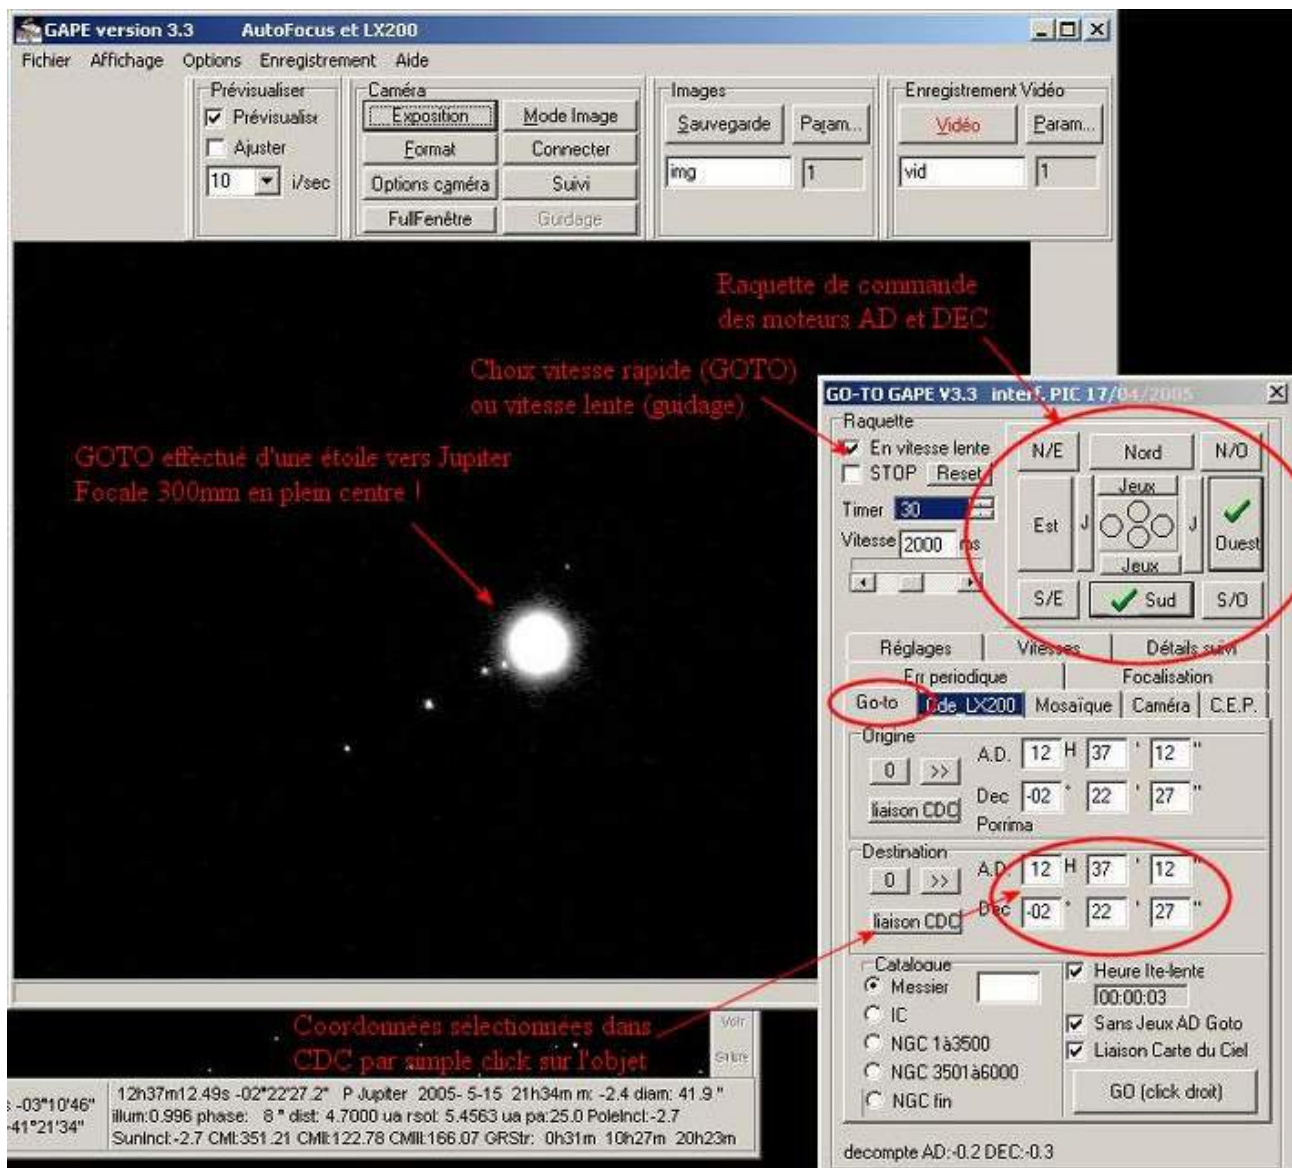 GAPE version 3.3 AutoFocus et LX200
Fichier Affichage Options Enregistrement Aide
Prévisualiser
Prévisualise
Ajuster
10 i/sec
Caméra
Exposition Mode Image
Format Connecter
Options caméra Suivi
FullFenêtre Guidage
Images
Sauvegarde Param...
img 1
Enregistrement Vidéo
Vidéo Param...
vid 1
Raquette de commande
des moteurs AD et DEC
Choix vitesse rapide (GOTO)
ou vitesse lente (guidage)
GOTO effectué d'une étoile vers Jupiter
Focale 300mm en plein centre !
GO-TO GAPE V3.3 interf. PIC 17/04/2005
Raquette
En vitesse lente
STOP Reset
Timer 30
Vitesse 2000 ms
N/E Nord N/O
Jeux
Est J J Ouest
Jeux
S/E Sud S/O
Réglages Vitesses Détails suivi
Err periodique Focalisation
Go-to Cde_LX200 Mosaïque Caméra C.E.P.
Origine
A.D. 12 H 37 ' 12 "
0 >>
Dec -02 ° 22 ' 27 "
liaison CDC
Porrima
Destination
A.D. 12 H 37 ' 12 "
0 >>
Dec -02 ° 22 ' 27 "
liaison CDC
Catalogue
Messier
IC
NGC 1à3500
NGC 3501à6000
NGC fin
Heure lte-lente
00:00:03
Sans Jeux AD Goto
Liaison Carte du Ciel
GO (click droit)
decompte AD:-0.2 DEC:-0.3
Coordonnées sélectionnées dans
CDC par simple click sur l'objet
Voir
-03°10'46"
-41°21'34"
12h37m12.49s -02°22'27.2" P Jupiter 2005- 5-15 21h34m m: -2.4 diam: 41.9 "
illum:0.996 phase: 8 ° dist: 4.7000 ua rsol: 5.4563 ua pa:25.0 PoleIncl:-2.7
SunIncl:-2.7 CMI:351.21 CMII:122.78 CMIII:166.07 GRStr: 0h31m 10h27m 20h23m